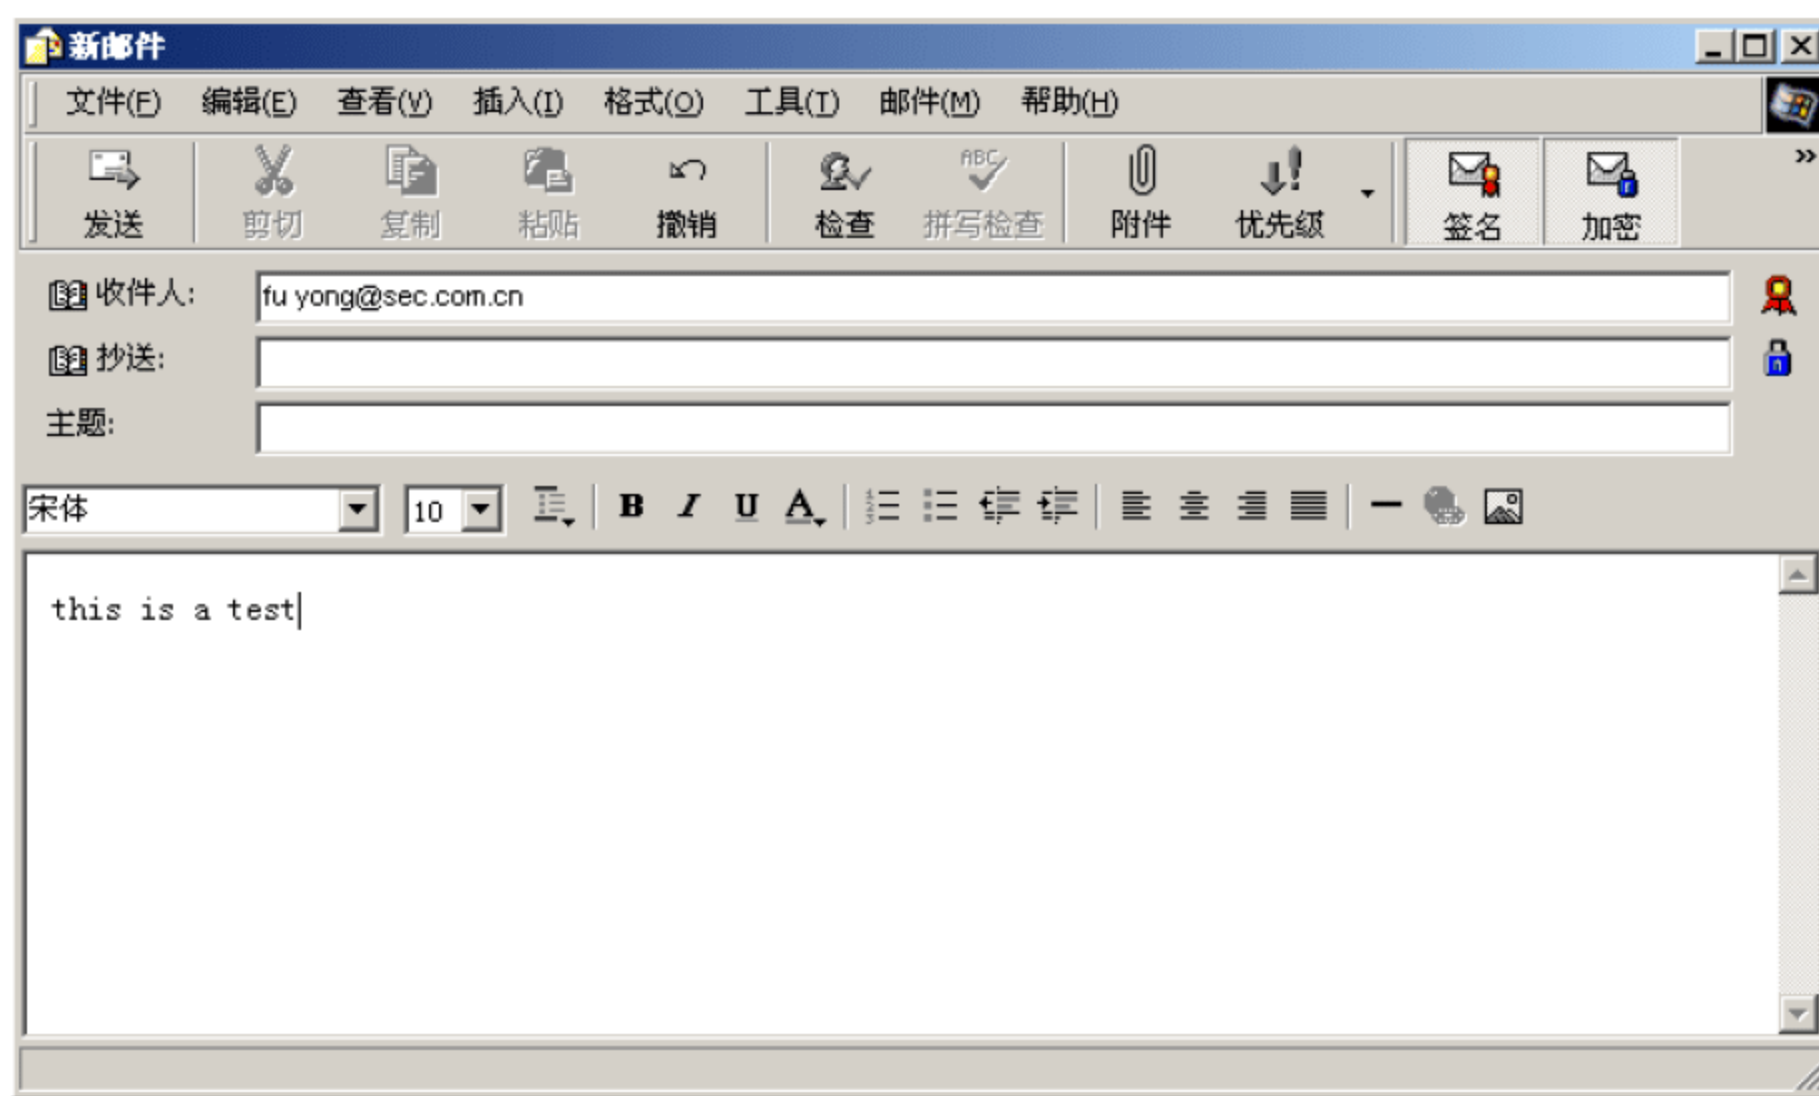 新邮件
文件(F) 编辑(E) 查看(V) 插入(I) 格式(O) 工具(T) 邮件(M) 帮助(H)
发送 剪切 复制 粘贴 撤销 检查 ABC 拼写检查 附件 优先级 签名 加密 »
收件人: fu yong@sec.com.cn
抄送:
主题:
宋体 10 B I U A
this is a test